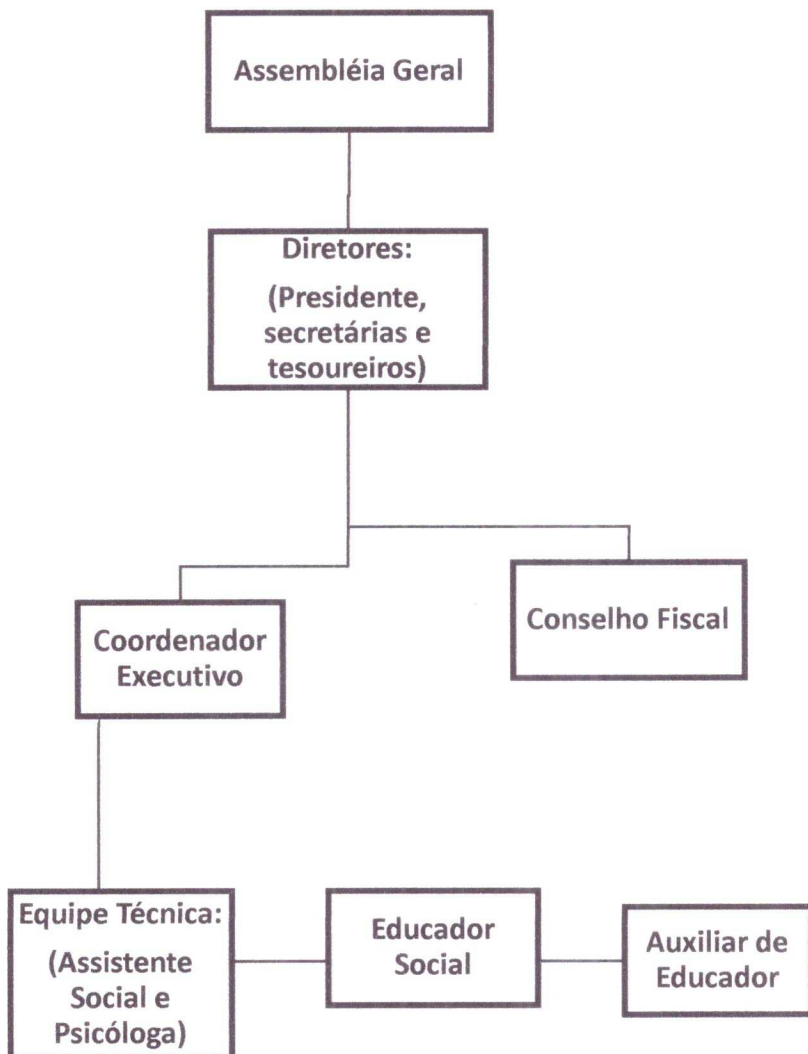 Assembléia Geral
Diretores:
(Presidente,
secretárias e
tesoureiros)
Conselho Fiscal
Coordenador
Executivo
Equipe Técnica:
(Assistente
Social e
Psicóloga)
Educador
Social
Auxiliar de
Educador